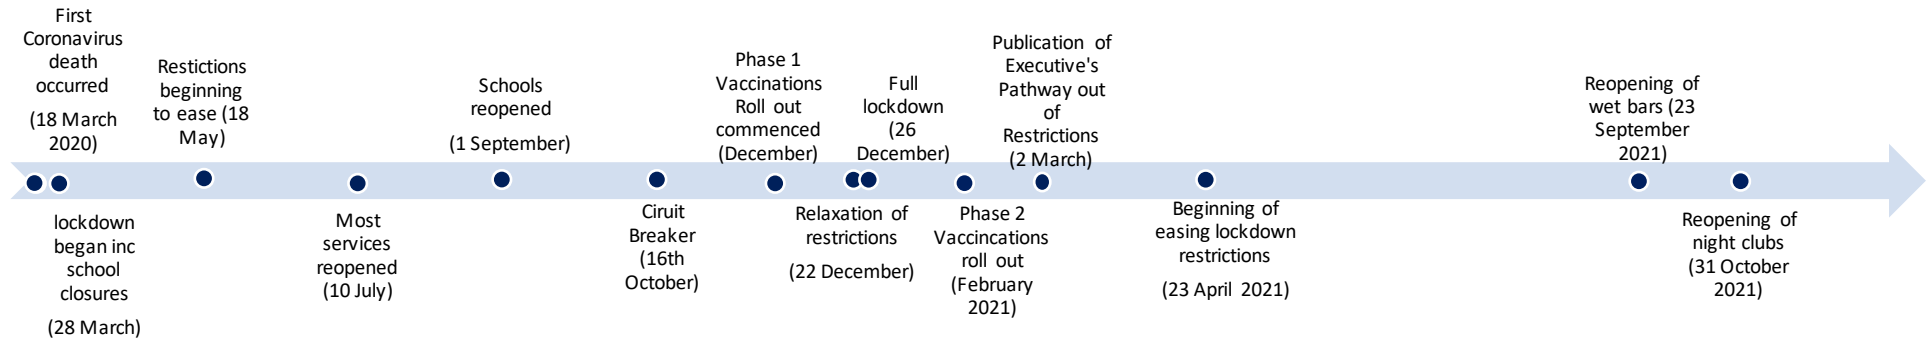 First
Coronavirus
death
occurred
(18 March
2020)
lockdown
began inc
school
closures
(28 March)
Restictions
beginning
to ease (18
May)
Most
services
reopened
(10 July)
Schools
reopened
(1 September)
Ciruit
Breaker
(16th
October)
Phase 1
Vaccinations
Roll out
commenced
(December)
Relaxation of
restrictions
(22 December)
Full
lockdown
(26
December)
Phase 2
Vaccincations
roll out
(February
2021)
Publication of
Executive's
Pathway out
of
Restrictions
(2 March)
Beginning of
easing lockdown
restrictions
(23 April 2021)
Reopening of
wet bars (23
September
2021)
Reopening of
night clubs
(31 October
2021)